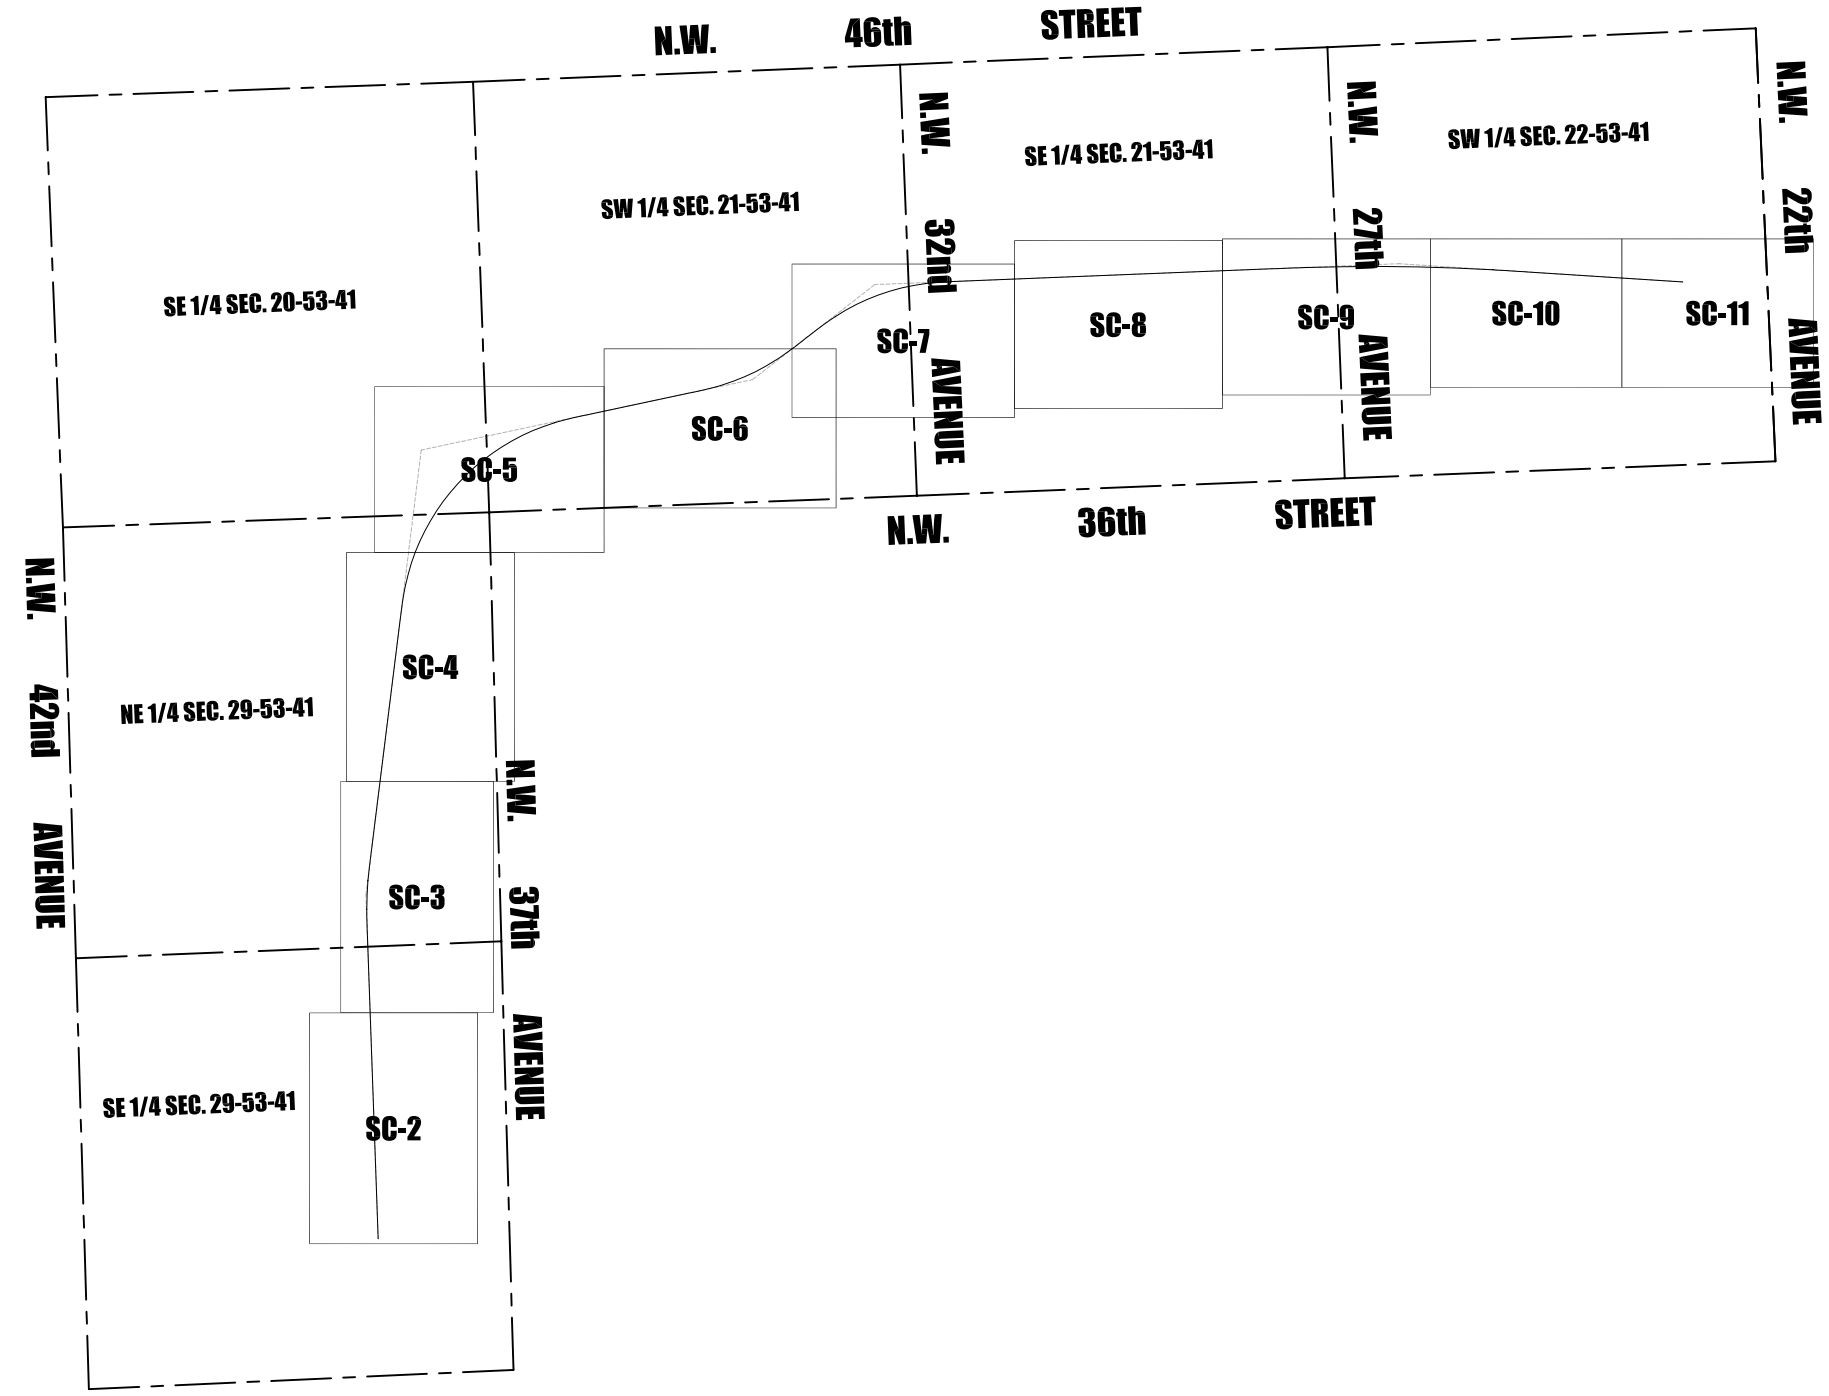 N.W. 46th STREET
N.W. 32nd AVENUE
N.W. 27th AVENUE
N.W. 22th AVENUE
SE 1/4 SEC. 20-53-41
SW 1/4 SEC. 21-53-41
SE 1/4 SEC. 21-53-41
SW 1/4 SEC. 22-53-41
SC-5
SC-6
SC-7
SC-8
SC-9
SC-10
SC-11
N.W. 36th STREET
N.W. 42nd AVENUE
NE 1/4 SEC. 29-53-41
SC-4
SC-3
N.W. 37th AVENUE
SE 1/4 SEC. 29-53-41
SC-2